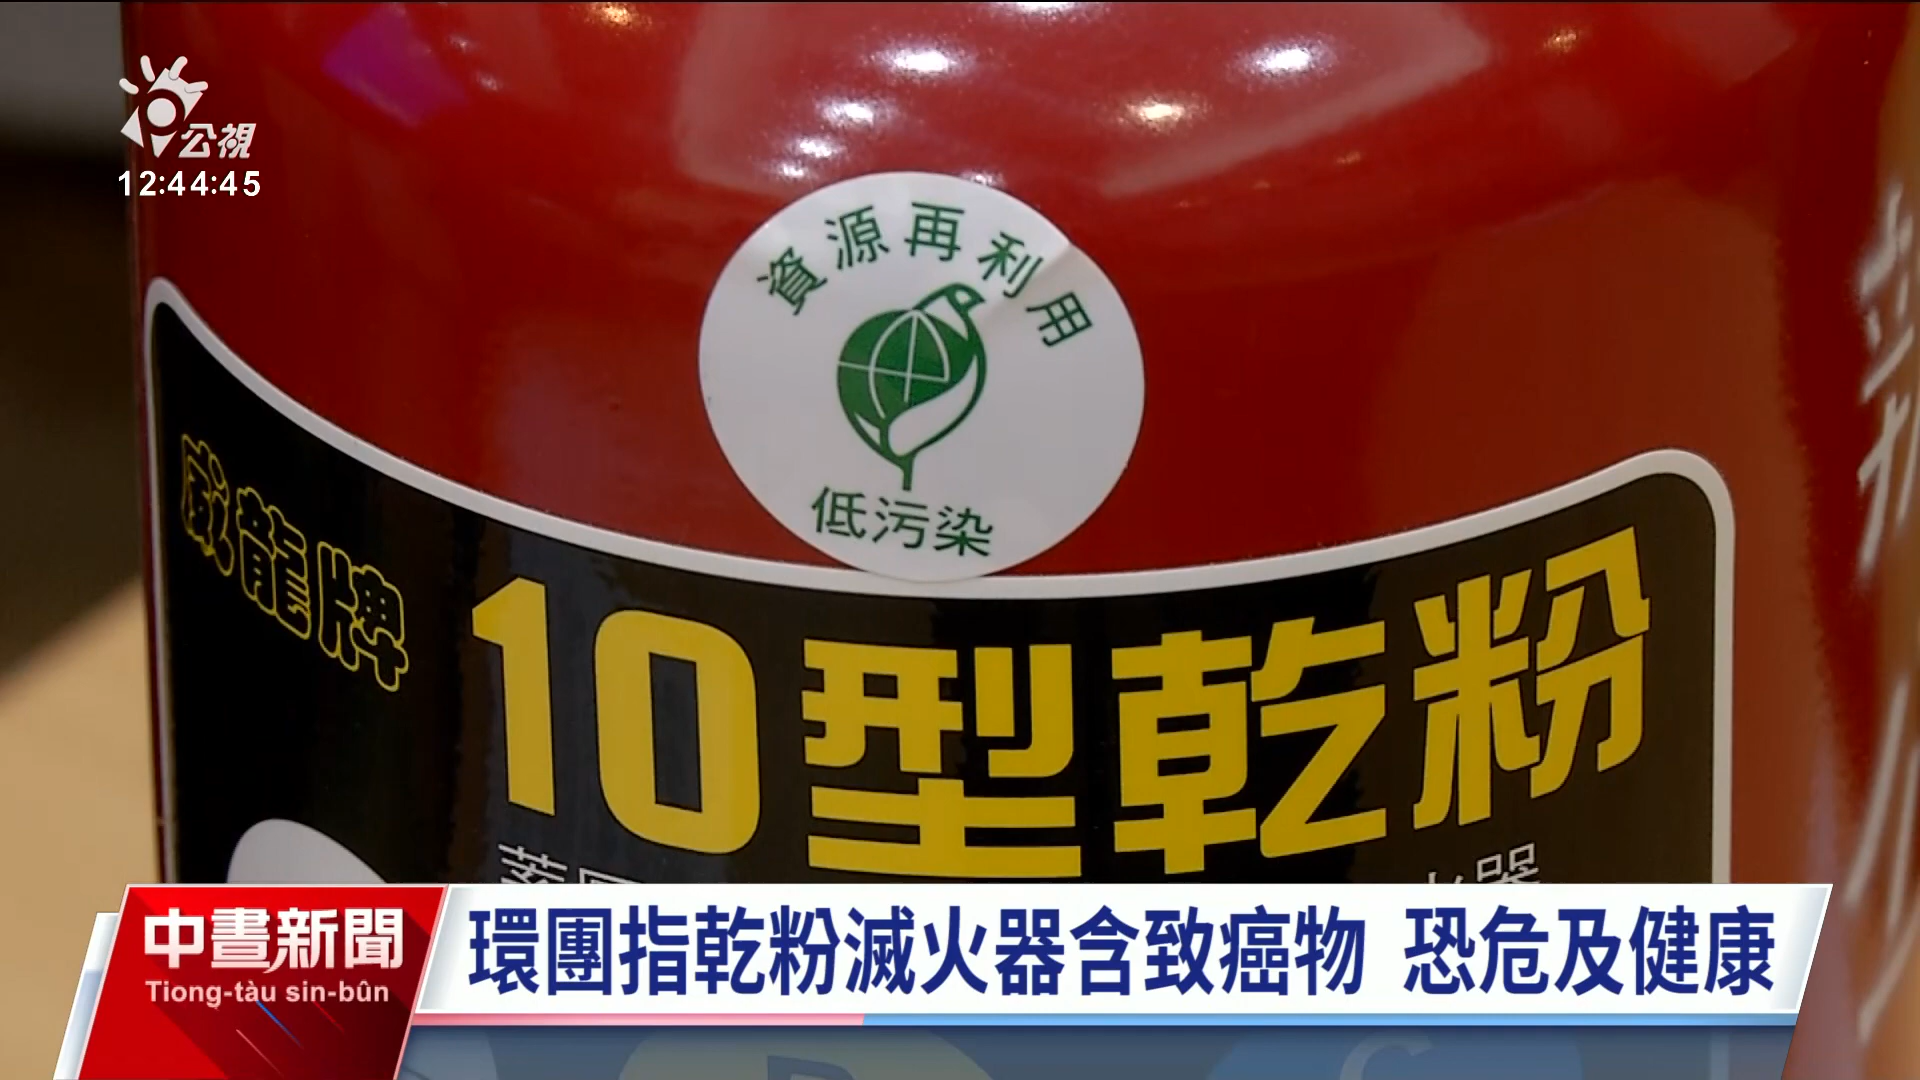 公視
12:44:45
資源再利用
低污染
威龍牌
10型乾粉
中晝新聞
Tiong-tàu sin-bûn
環團指乾粉滅火器含致癌物 恐危及健康